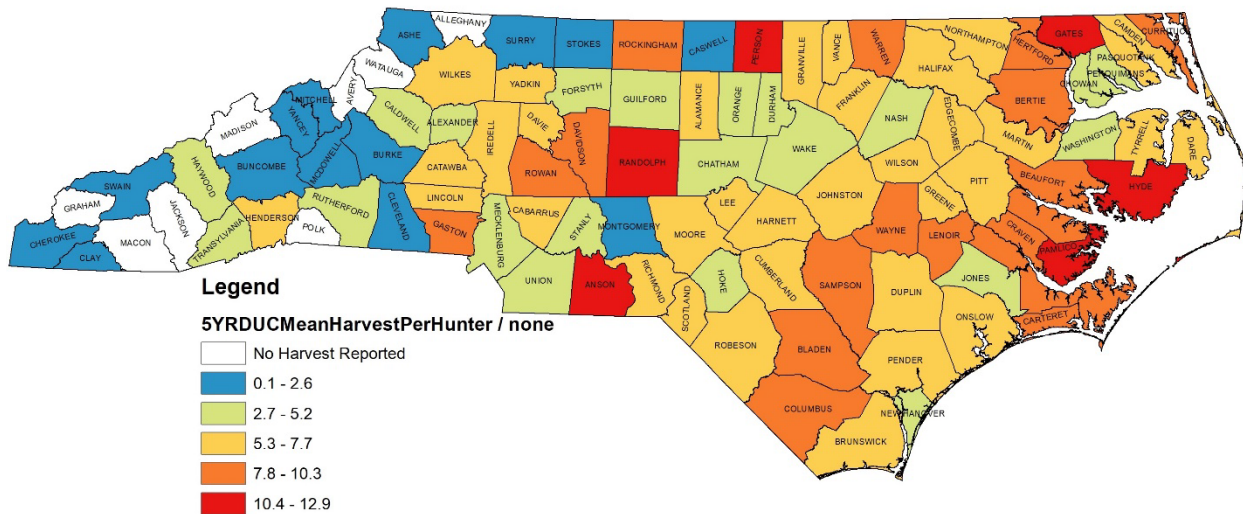 ALLEGHANY
ASHE
SURRY
STOKES
ROCKINGHAM
CASWELL
PERSON
GRANVILLE
VANCE
WARREN
NORTHAMPTON
HERTFORD
GATES
CAMDEN
CURRITUCK
PASQUOTANK
PERQUIMANS
CHOWAN
WATAUGA
WILKES
YADKIN
FORSYTH
GUILFORD
ALAMANCE
ORANGE
DURHAM
FRANKLIN
HALIFAX
BERTIE
MITCHELL
AVERY
YANCEY
MADISON
CALDWELL
ALEXANDER
IREDELL
DAVIE
DAVIDSON
RANDOLPH
CHATHAM
WAKE
NASH
EDGECOMBE
MARTIN
WASHINGTON
TYRRELL
DARE
HAYWOOD
BUNCOMBE
MCDOWELL
BURKE
CATAWBA
ROWAN
WILSON
PITT
BEAUFORT
HYDE
SWAIN
GRAHAM
JACKSON
HENDERSON
RUTHERFORD
CLEVELAND
LINCOLN
GASTON
MECKLENBURG
CABARRUS
STANLY
MONTGOMERY
MOORE
LEE
HARNETT
JOHNSTON
GREENE
WAYNE
LENOIR
CRAVEN
PAMLICO
CHEROKEE
CLAY
MACON
TRANSYLVANIA
POLK
UNION
ANSON
RICHMOND
SCOTLAND
HOKE
CUMBERLAND
SAMPSON
DUPLIN
JONES
ONSLOW
CARTERET
ROBESON
BLADEN
PENDER
COLUMBUS
NEW HANOVER
BRUNSWICK
Legend
5YRDUCMeanHarvestPerHunter / none
No Harvest Reported
0.1 - 2.6
2.7 - 5.2
5.3 - 7.7
7.8 - 10.3
10.4 - 12.9